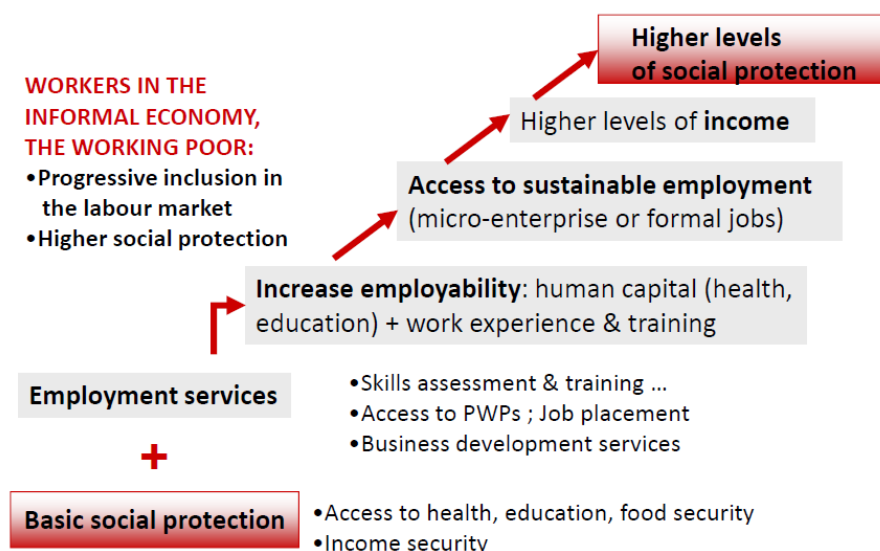 Higher levels
of social protection
WORKERS IN THE
INFORMAL ECONOMY,
THE WORKING POOR:
•Progressive inclusion in
the labour market
•Higher social protection
Higher levels of income
Access to sustainable employment
(micro-enterprise or formal jobs)
Increase employability: human capital (health,
education) + work experience & training
Employment services
•Skills assessment & training ...
•Access to PWPs ; Job placement
•Business development services
+
Basic social protection
•Access to health, education, food security
•Income security